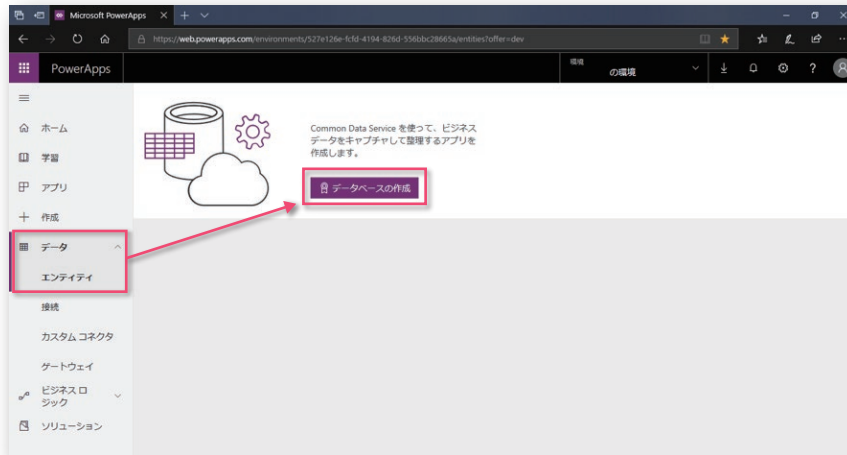 Microsoft PowerApps
https://web.powerapps.com/environments/527e126e-fcfd-4194-826d-556bbc28665a/entities?offer=dev
PowerApps
環境
の環境
ホーム
学習
アプリ
作成
データ
エンティティ
接続
カスタム コネクタ
ゲートウェイ
ビジネス ロ
ジック
ソリューション
Common Data Service を使って、ビジネス
データをキャプチャして整理するアプリを
作成します。
データベースの作成